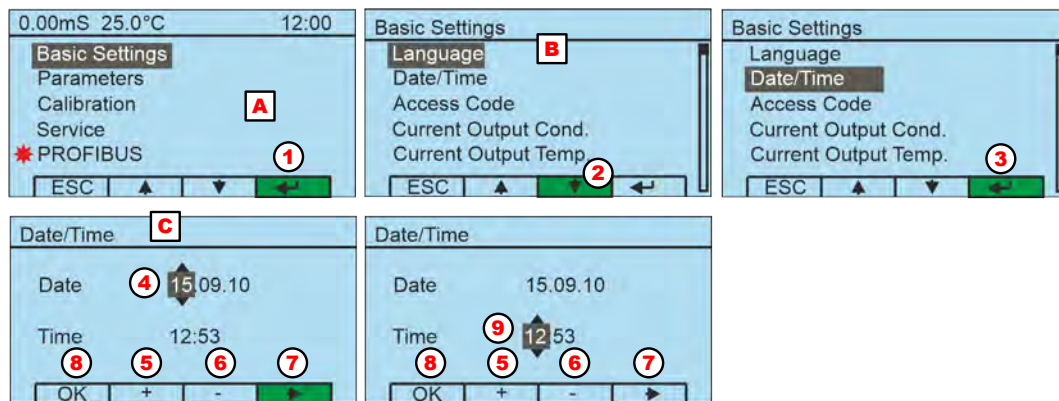 0.00mS 25.0°C 12:00
Basic Settings
Parameters
Calibration
Service
PROFIBUS
A
1
ESC
Basic Settings
Language
Date/Time
Access Code
Current Output Cond.
Current Output Temp.
B
2
ESC
Basic Settings
Language
Date/Time
Access Code
Current Output Cond.
Current Output Temp.
3
ESC
Date/Time
C
Date 4 15.09.10
Time 12:53
8 5 6 7
OK + -
Date/Time
Date 15.09.10
Time 9 12:53
8 5 6 7
OK + -